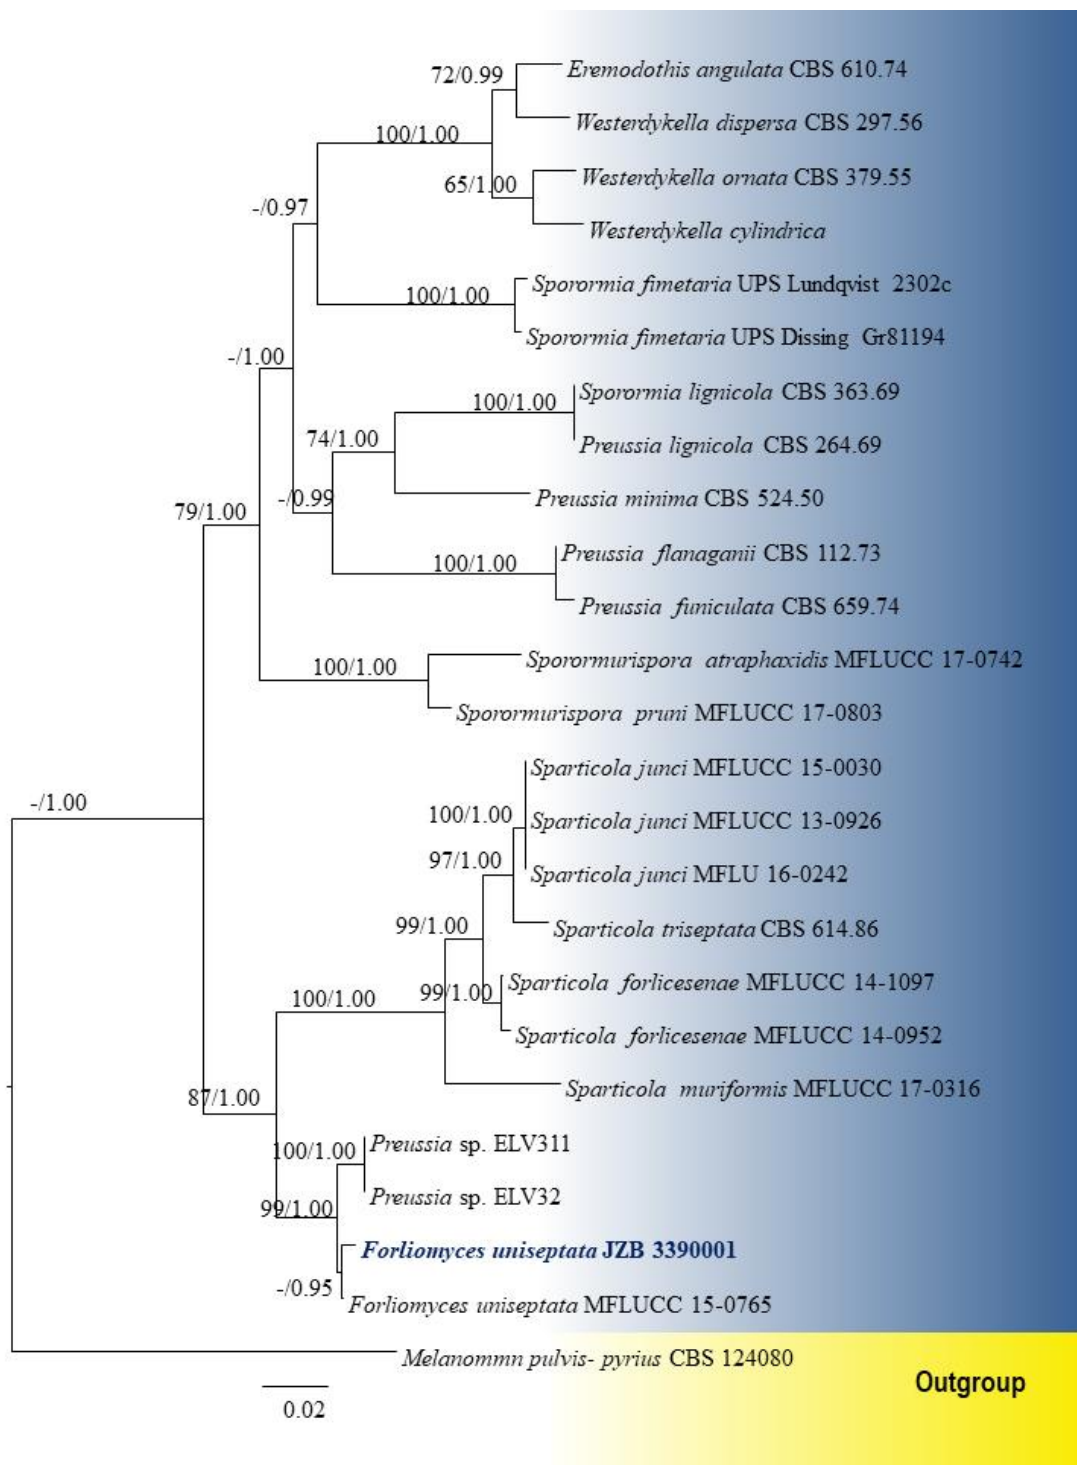 72/0.99
Eremodothis angulata CBS 610.74
Westerdykella dispersa CBS 297.56
100/1.00
65/1.00
Westerdykella ornata CBS 379.55
-/0.97
Westerdykella cylindrica
Sporormia fimetaria UPS Lundqvist 2302c
100/1.00
Sporormia fimetaria UPS Dissing Gr81194
-/1.00
Sporormia lignicola CBS 363.69
100/1.00
74/1.00
Preussia lignicola CBS 264.69
-/0.99
Preussia minima CBS 524.50
79/1.00
Preussia flanaganii CBS 112.73
100/1.00
Preussia funiculata CBS 659.74
Sporormurispora atraphaxidis MFLUCC 17-0742
100/1.00
Sporormurispora pruni MFLUCC 17-0803
Sparticola junci MFLUCC 15-0030
-/1.00
100/1.00
Sparticola junci MFLUCC 13-0926
97/1.00
Sparticola junci MFLU 16-0242
99/1.00
Sparticola triseptata CBS 614.86
Sparticola forlicesenae MFLUCC 14-1097
100/1.00
99/1.00
Sparticola forlicesenae MFLUCC 14-0952
87/1.00
Sparticola muriformis MFLUCC 17-0316
100/1.00
Preussia sp. ELV311
Preussia sp. ELV32
99/1.00
Forliomyces uniseptata JZB 3390001
-/0.95
Forliomyces uniseptata MFLUCC 15-0765
Melanommn pulvis- pyrius CBS 124080
Outgroup
0.02